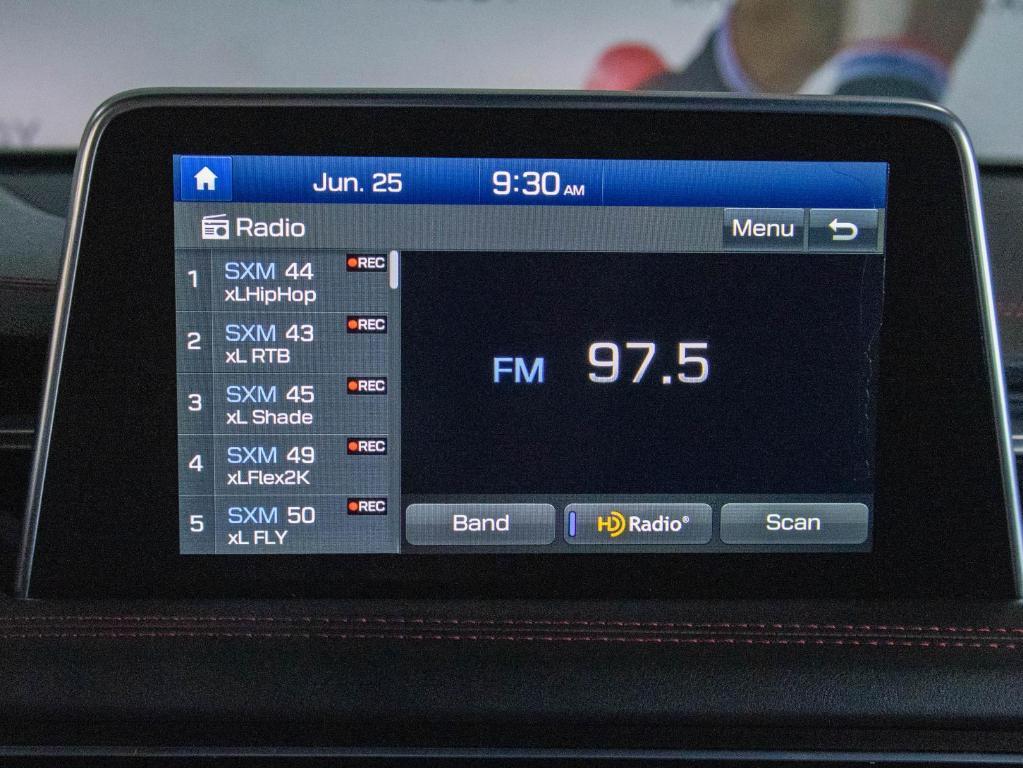 Jun. 25 9:30 AM
Radio Menu
1 SXM 44 REC
xLHipHop
2 SXM 43 REC
xL RTB
3 SXM 45 REC
xL Shade
4 SXM 49 REC
xLFlex2K
5 SXM 50 REC
xL FLY
FM 97.5
Band HD Radio® Scan